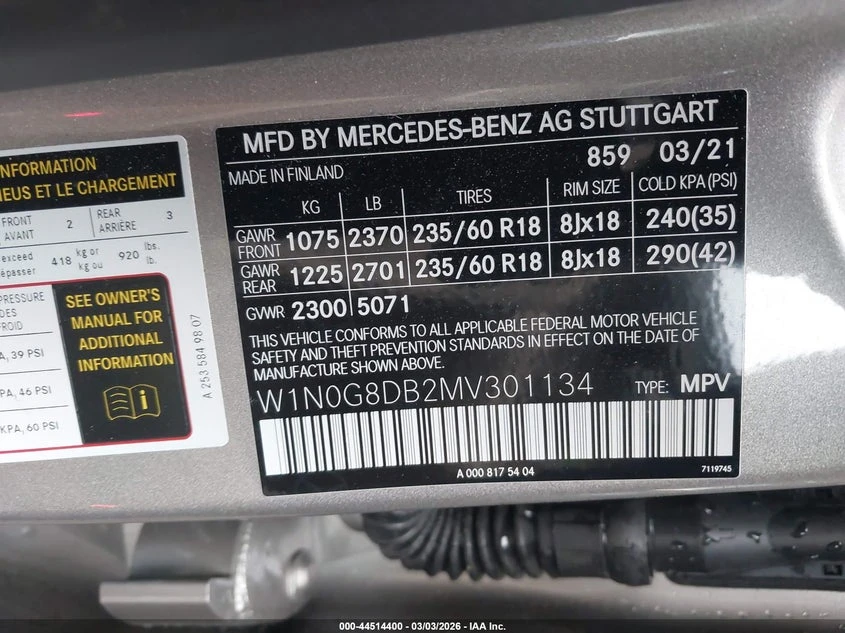 INFORMATION
NEUS ET LE CHARGEMENT
FRONT
AVANT
2
REAR
ARRIÈRE
3
exceed
dépasser
418
kg or
kg ou
920
lbs.
lb.
PRESSURE
DES
FROID
A, 39 PSI
PA, 46 PSI
KPA, 60 PSI
SEE OWNER'S
MANUAL FOR
ADDITIONAL
INFORMATION
A 253 584 98 07
MFD BY MERCEDES-BENZ AG STUTTGART
859 03/21
MADE IN FINLAND
KG LB TIRES RIM SIZE COLD KPA (PSI)
GAWR FRONT 1075 2370 235/60 R18 8Jx18 240(35)
GAWR REAR 1225 2701 235/60 R18 8Jx18 290(42)
GVWR 2300 5071
THIS VEHICLE CONFORMS TO ALL APPLICABLE FEDERAL MOTOR VEHICLE
SAFETY AND THEFT PREVENTION STANDARDS IN EFFECT ON THE DATE OF
MANUFACTURE SHOWN ABOVE.
W1N0G8DB2MV301134 TYPE: MPV
A 000 817 54 04
7119745
000-44514400 - 03/03/2026 - IAA Inc.